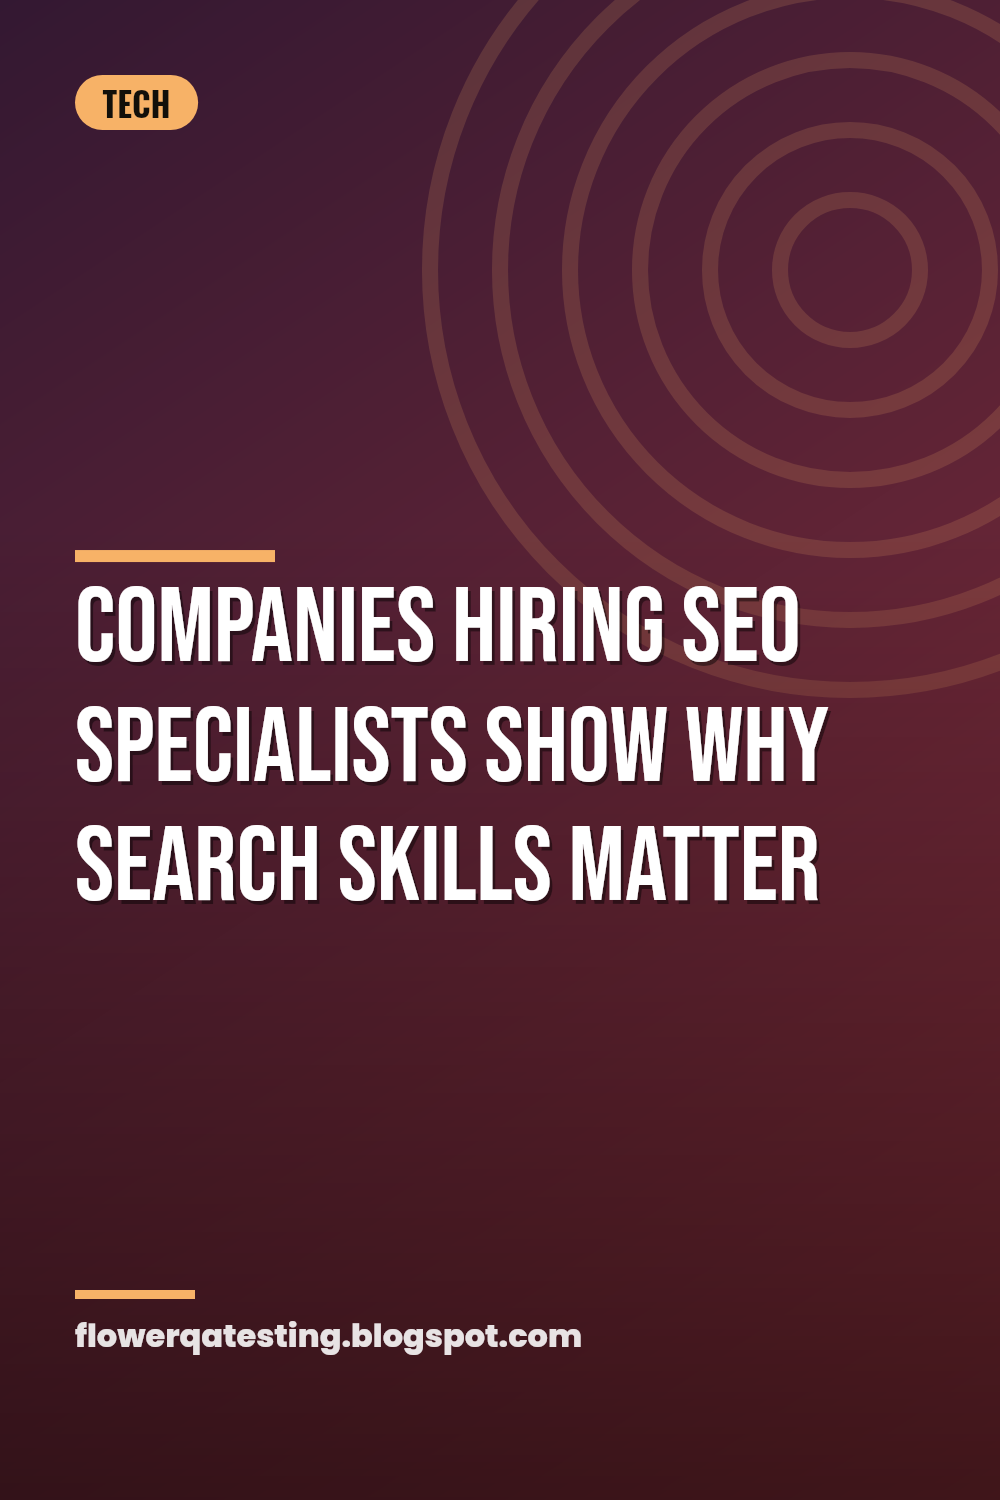 TECH
COMPANIES HIRING SEO
SPECIALISTS SHOW WHY
SEARCH SKILLS MATTER
flowerqatesting.blogspot.com